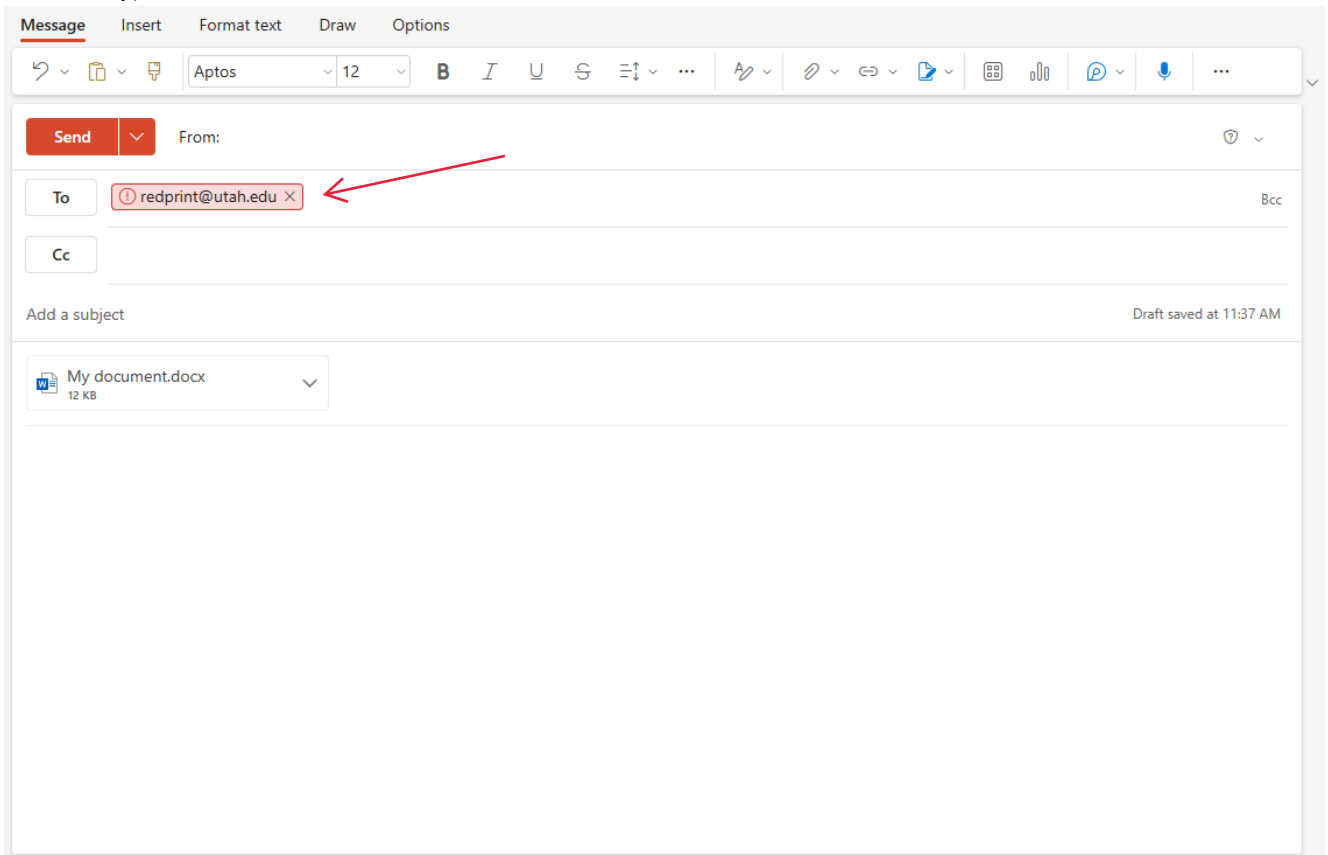 Message Insert Format text Draw Options
Aptos 12 B I U S
Send From:
To redprint@utah.edu Bcc
Cc
Add a subject Draft saved at 11:37 AM
My document.docx
12 KB